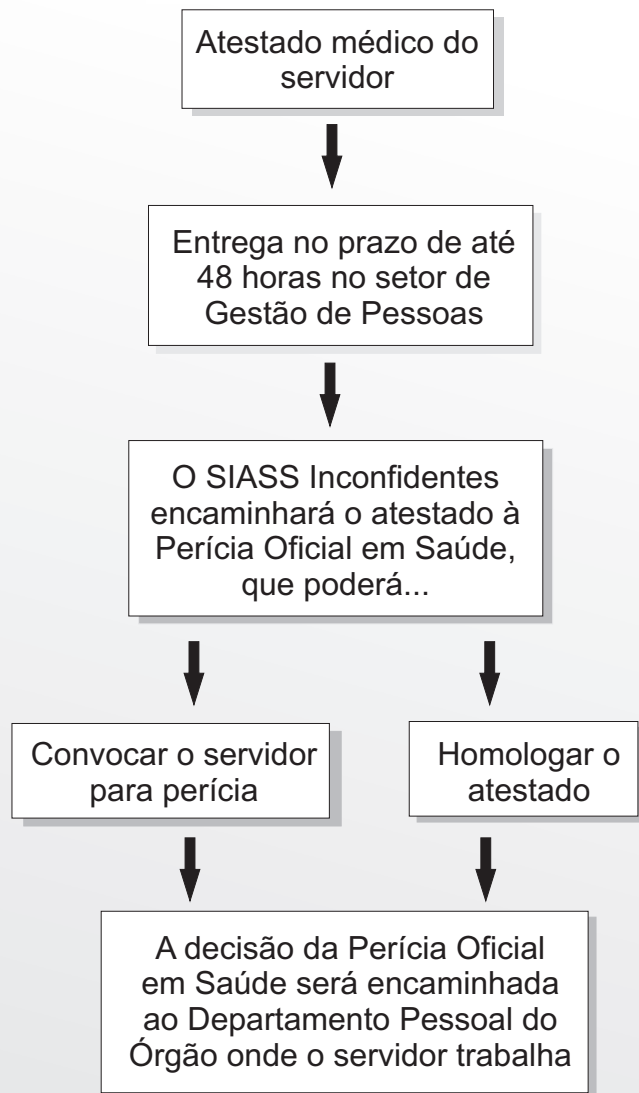 Atestado médico do
servidor
Entrega no prazo de até
48 horas no setor de
Gestão de Pessoas
O SIASS Inconfidentes
encaminhará o atestado à
Perícia Oficial em Saúde,
que poderá...
Convocar o servidor
para perícia
Homologar o
atestado
A decisão da Perícia Oficial
em Saúde será encaminhada
ao Departamento Pessoal do
Órgão onde o servidor trabalha